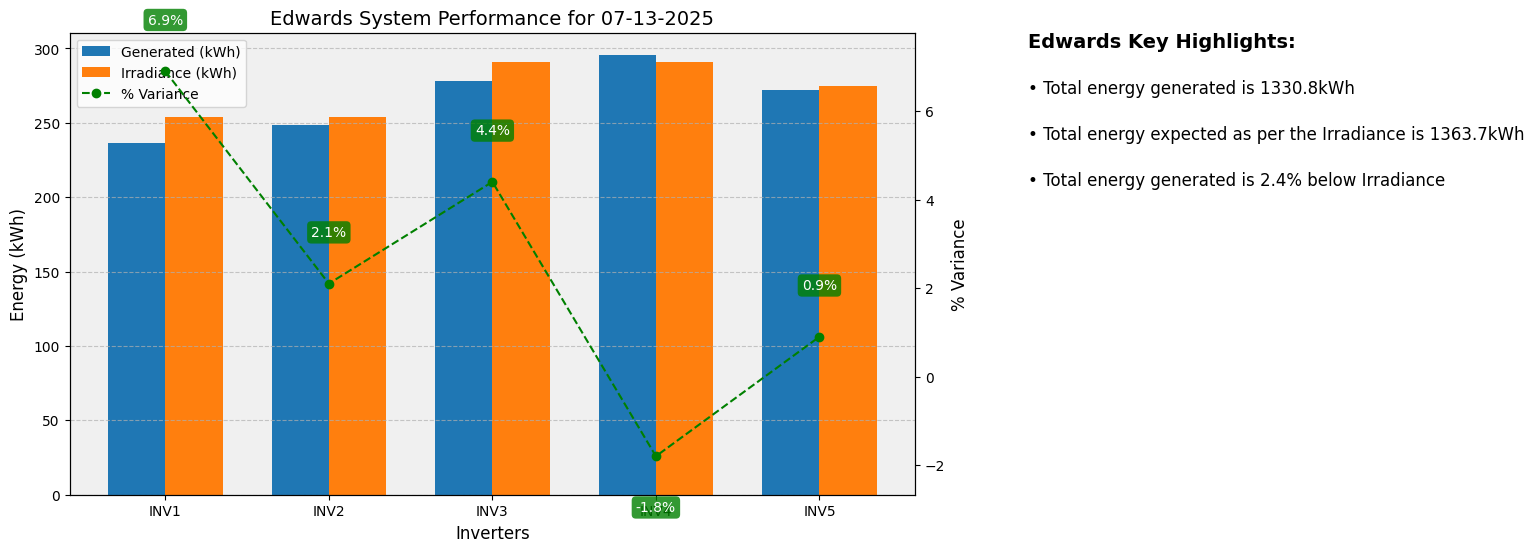 Edwards System Performance for 07-13-2025
6.9%
Generated (kWh)
Irradiance (kWh)
% Variance
4.4%
2.1%
0.9%
-1.8%
Energy (kWh)
300
250
200
150
100
50
0
6
4
2
0
−2
% Variance
INV1
INV2
INV3
INV4
INV5
Inverters
Edwards Key Highlights:
• Total energy generated is 1330.8kWh
• Total energy expected as per the Irradiance is 1363.7kWh
• Total energy generated is 2.4% below Irradiance